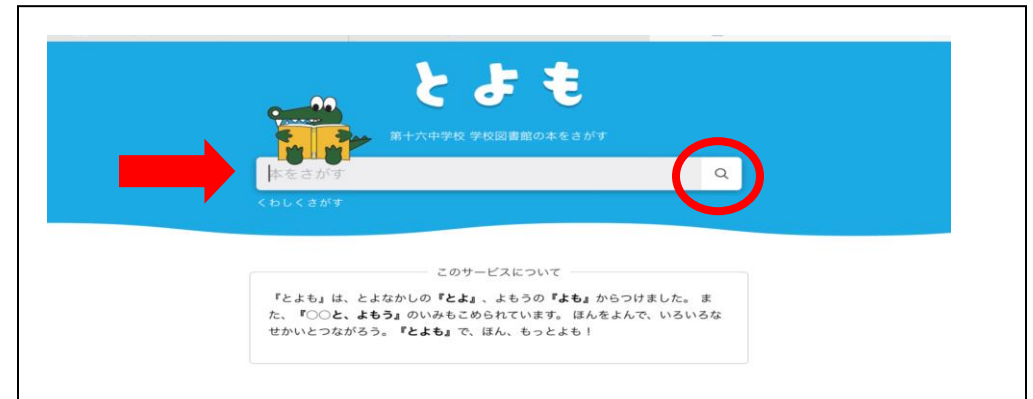 とよも
第十六中学校 学校図書館の本をさがす
本をさがす
くわしくさがす
このサービスについて
『とよも』は、とよなかしの『とよ』、よもうの『よも』からつけました。 ま
た、『○○と、よもう』のいみもこめられています。 ほんをよんで、いろいろな
せかいとつながろう。『とよも』で、ほん、もっとよも！